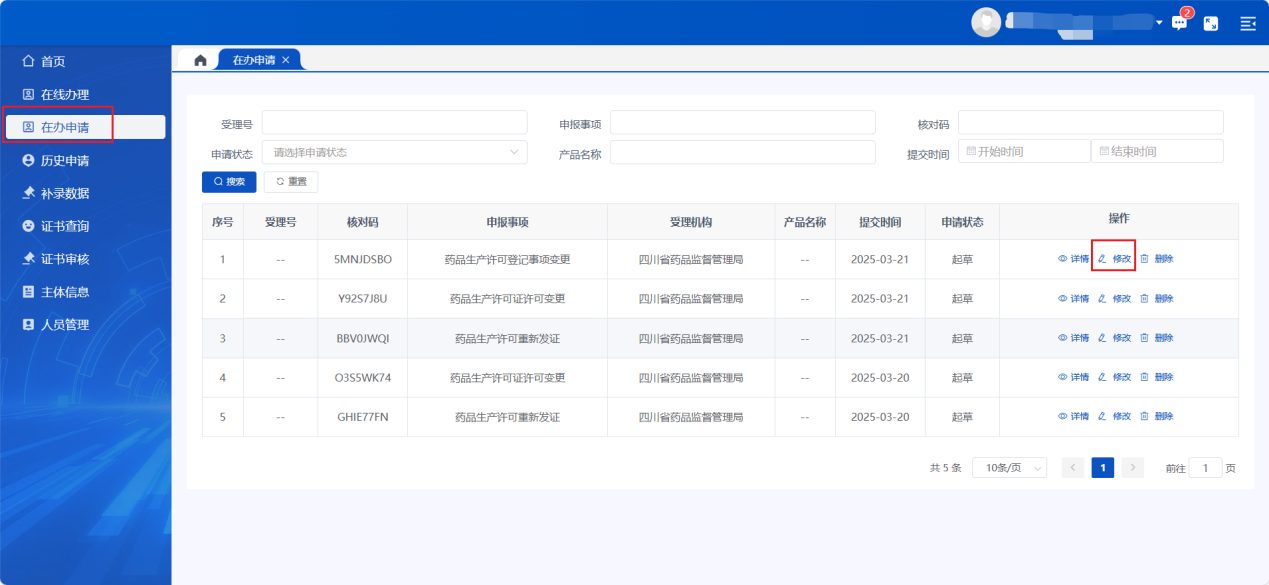 2
首页
在线办理
在办申请
历史申请
补录数据
证书查询
证书审核
主体信息
人员管理
在办申请 ×
受理号 申报事项 核对码
申请状态 请选择申请状态 产品名称 提交时间 开始时间 结束时间
搜索 重置
序号 受理号 核对码 申报事项 受理机构 产品名称 提交时间 申请状态 操作
1 -- 5MNJDSBO 药品生产许可登记事项变更 四川省药品监督管理局 -- 2025-03-21 起草 详情 修改 删除
2 -- Y92S7J8U 药品生产许可证许可变更 四川省药品监督管理局 -- 2025-03-21 起草 详情 修改 删除
3 -- BBV0JWQI 药品生产许可重新发证 四川省药品监督管理局 -- 2025-03-21 起草 详情 修改 删除
4 -- O3S5WK74 药品生产许可证许可变更 四川省药品监督管理局 -- 2025-03-20 起草 详情 修改 删除
5 -- GHIE77FN 药品生产许可重新发证 四川省药品监督管理局 -- 2025-03-20 起草 详情 修改 删除
共 5 条 10条/页 < 1 > 前往 1 页